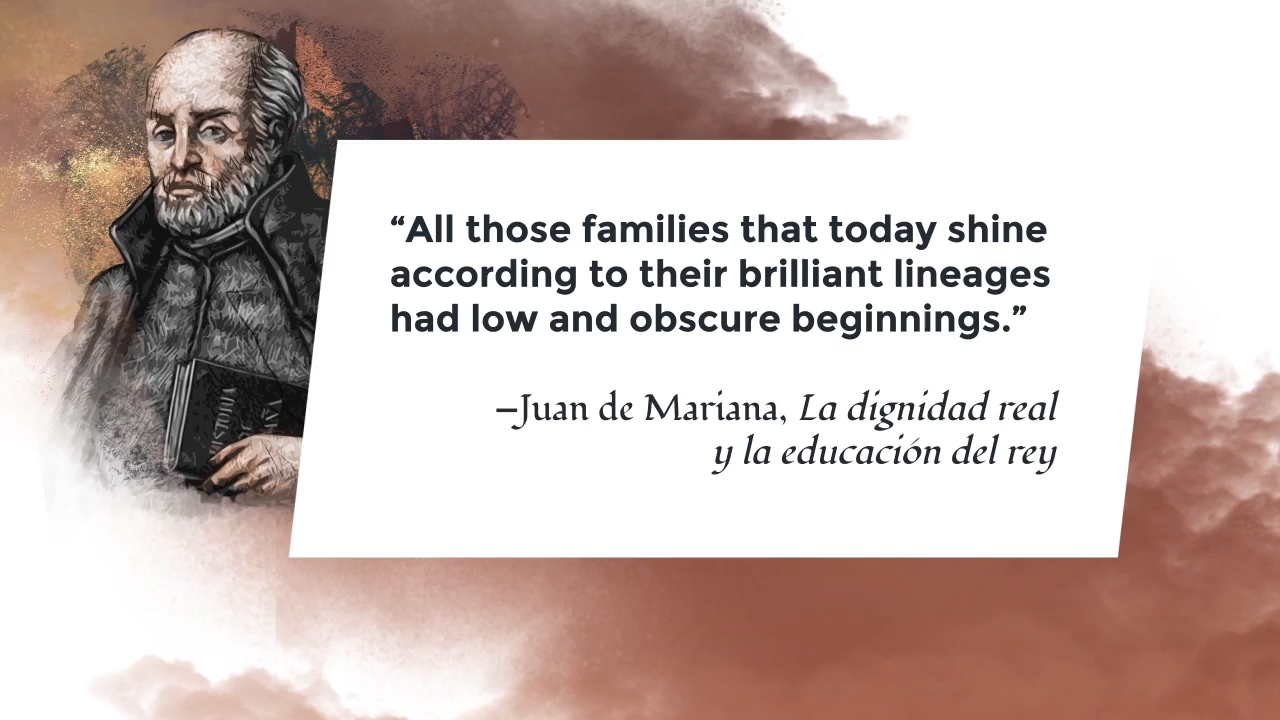 “All those families that today shine
according to their brilliant lineages
had low and obscure beginnings.”
–Juan de Mariana, La dignidad real
y la educación del rey